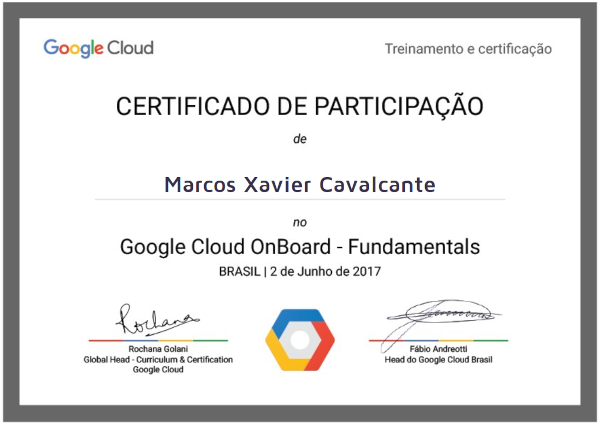 Google Cloud
Treinamento e certificação
CERTIFICADO DE PARTICIPAÇÃO
de
Marcos Xavier Cavalcante
no
Google Cloud OnBoard - Fundamentals
BRASIL | 2 de Junho de 2017
Rochana
Rochana Golani
Global Head - Curriculum & Certification
Google Cloud
Fábio Andreotti
Head do Google Cloud Brasil